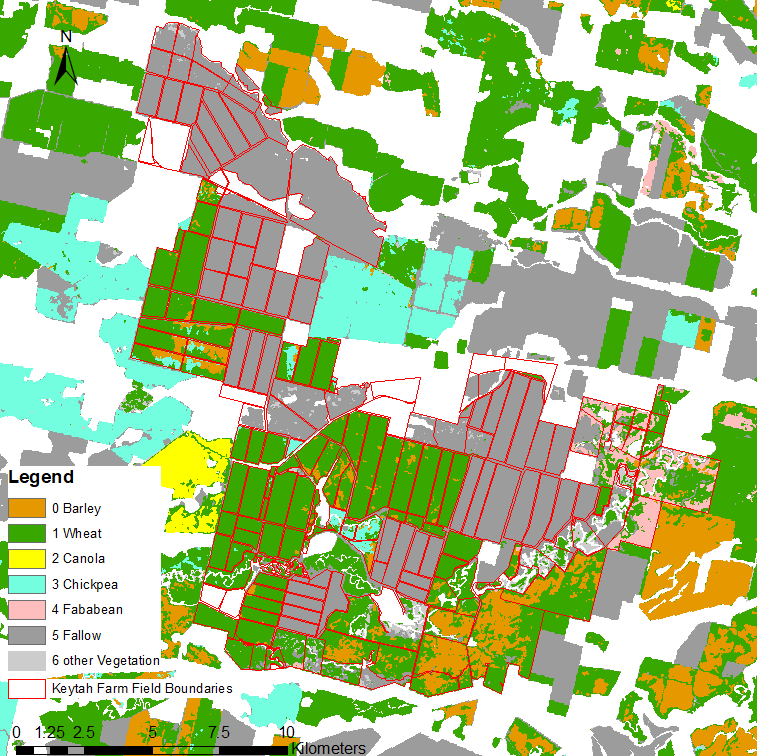 N
Legend
0 Barley
1 Wheat
2 Canola
3 Chickpea
4 Fababean
5 Fallow
6 other Vegetation
Keytah Farm Field Boundaries
0 1.25 2.5 5 7.5 10
Kilometers